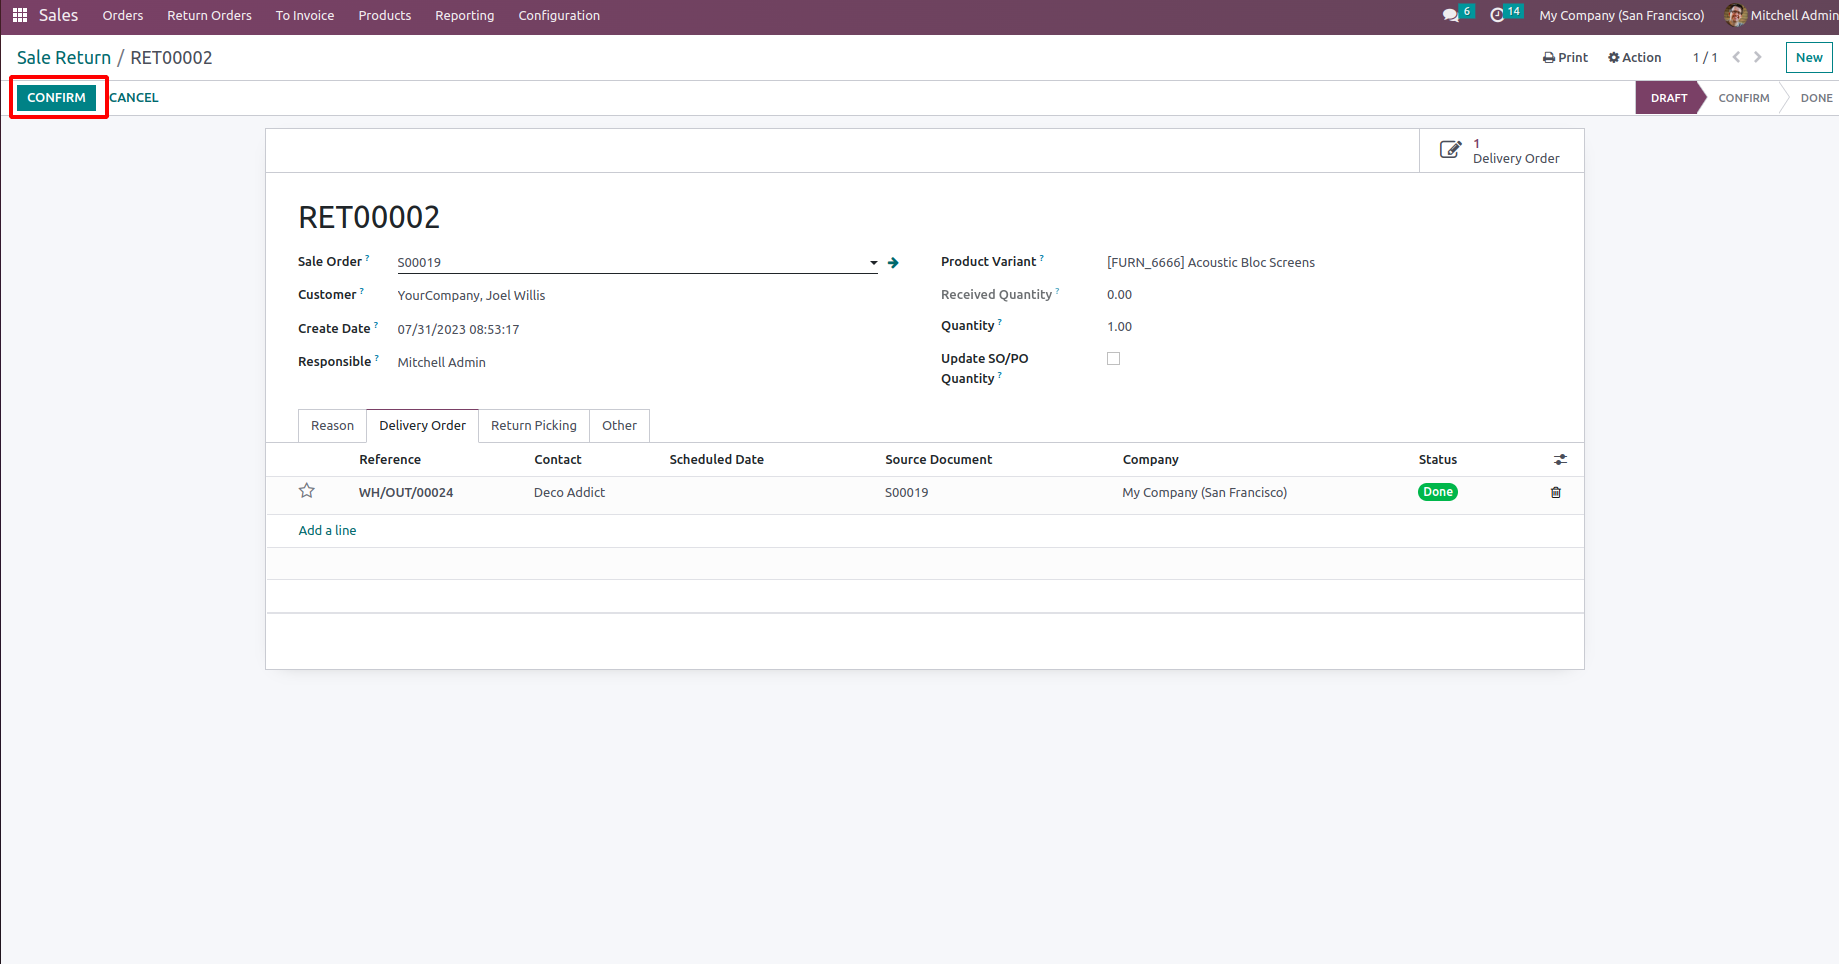 Sales Orders Return Orders To Invoice Products Reporting Configuration 6 14 My Company (San Francisco) Mitchell Admin
Sale Return / RET00002 Print Action 1 / 1 New
CONFIRM CANCEL DRAFT CONFIRM DONE
1
Delivery Order
RET00002
Sale Order ? S00019 Product Variant ? [FURN_6666] Acoustic Bloc Screens
Customer ? YourCompany, Joel Willis Received Quantity ? 0.00
Create Date ? 07/31/2023 08:53:17 Quantity ? 1.00
Responsible ? Mitchell Admin Update SO/PO
Quantity ?
Reason Delivery Order Return Picking Other
Reference Contact Scheduled Date Source Document Company Status
WH/OUT/00024 Deco Addict S00019 My Company (San Francisco) Done
Add a line